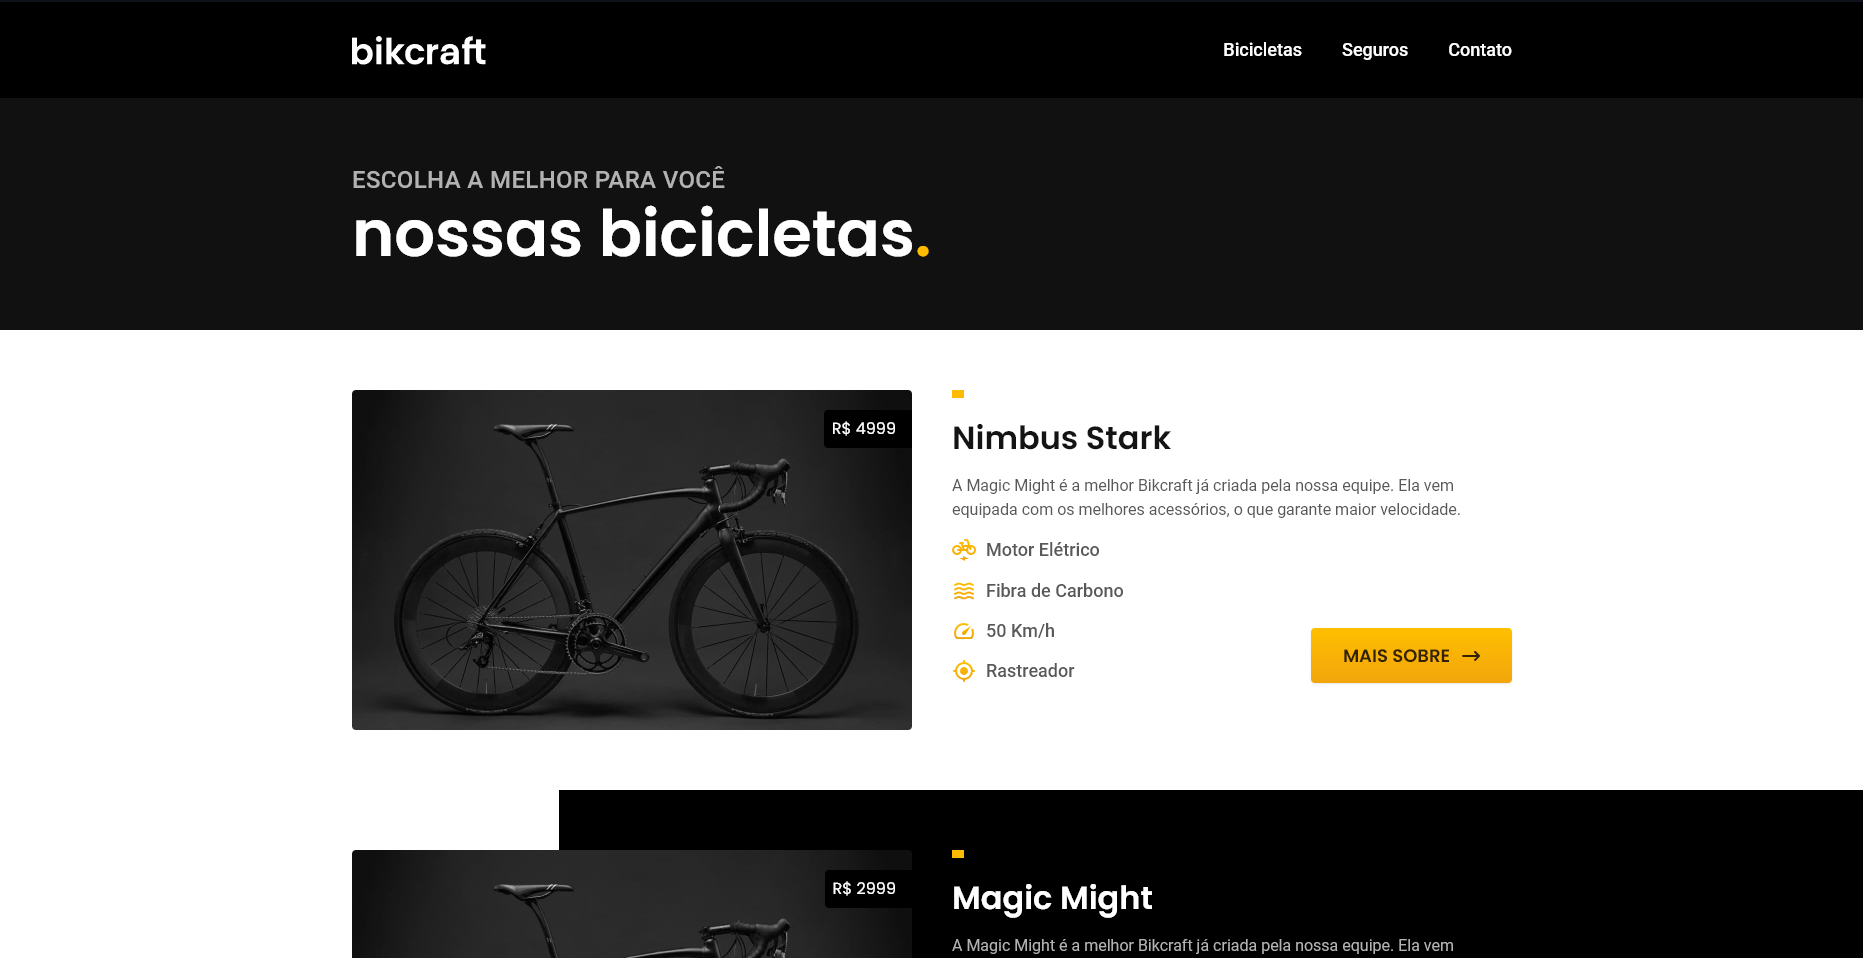 bikcraft
Bicicletas
Seguros
Contato
ESCOLHA A MELHOR PARA VOCÊ
nossas bicicletas.
R$ 4999
Nimbus Stark
A Magic Might é a melhor Bikcraft já criada pela nossa equipe. Ela vem
equipada com os melhores acessórios, o que garante maior velocidade.
Motor Elétrico
Fibra de Carbono
50 Km/h
Rastreador
MAIS SOBRE
R$ 2999
Magic Might
A Magic Might é a melhor Bikcraft já criada pela nossa equipe. Ela vem